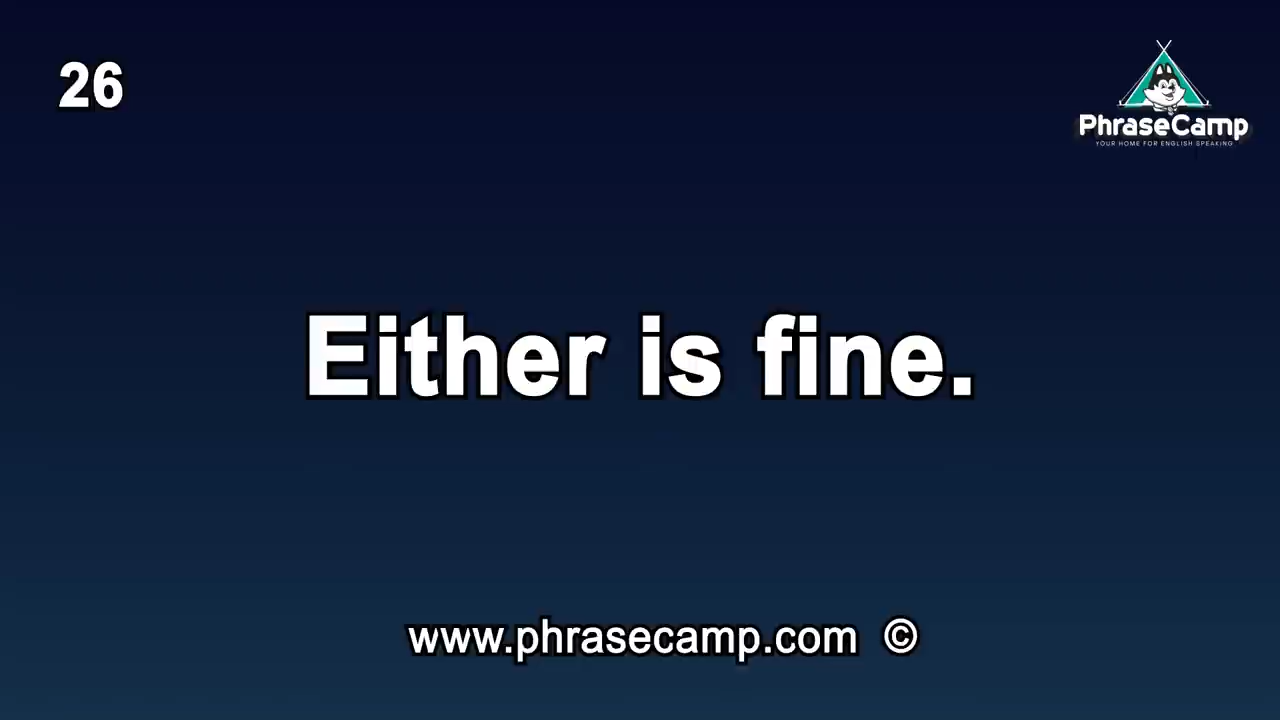 26
PhraseCamp
YOUR HOME FOR ENGLISH SPEAKING
Either is fine.
www.phrasecamp.com ©